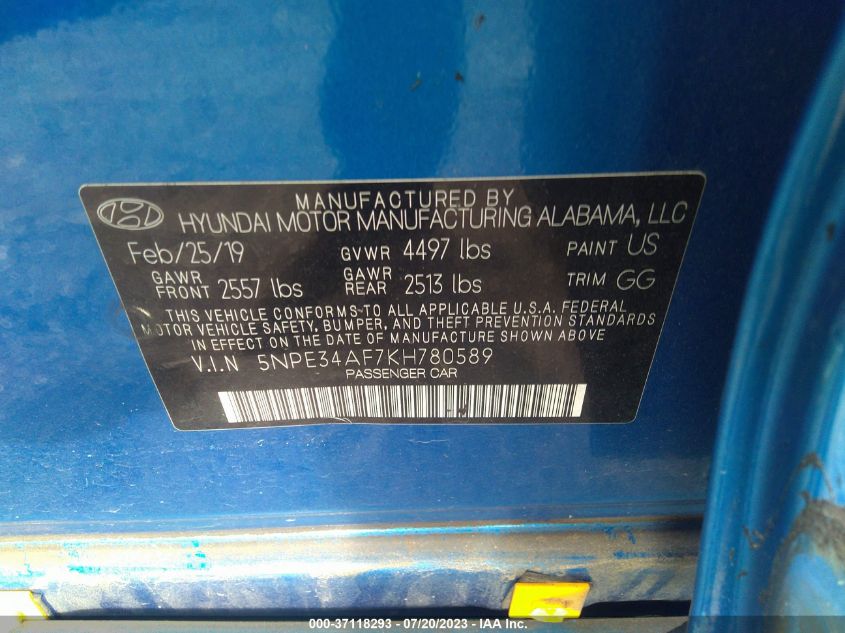 MANUFACTURED BY
HYUNDAI MOTOR MANUFACTURING ALABAMA, LLC
Feb/25/19 GVWR 4497 lbs PAINT US
GAWR FRONT 2557 lbs GAWR REAR 2513 lbs TRIM GG
THIS VEHICLE CONFORMS TO ALL APPLICABLE U.S.A. FEDERAL
MOTOR VEHICLE SAFETY, BUMPER, AND THEFT PREVENTION STANDARDS
IN EFFECT ON THE DATE OF MANUFACTURE SHOWN ABOVE
V.I.N 5NPE34AF7KH780589
PASSENGER CAR
000-37118293 - 07/20/2023 - IAA Inc.